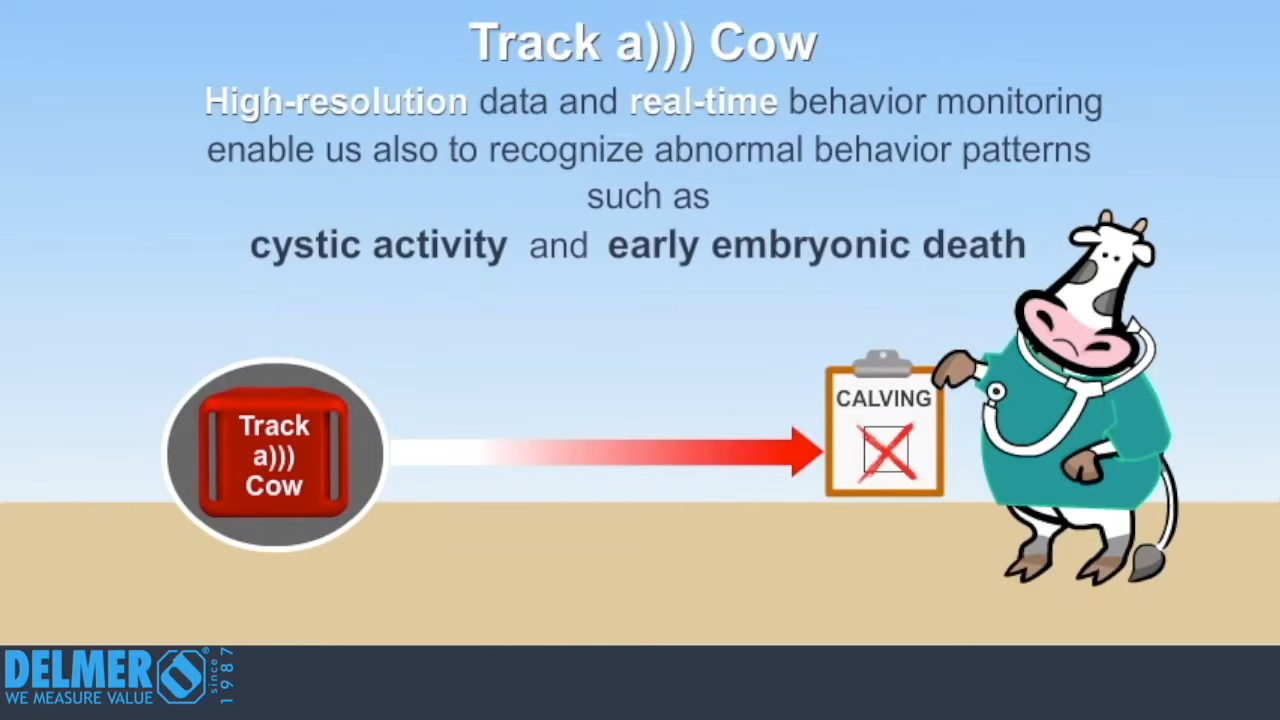 Track a))) Cow
High-resolution data and real-time behavior monitoring
enable us also to recognize abnormal behavior patterns
such as
cystic activity and early embryonic death
Track
a)))
Cow
CALVING
DELMER®
WE MEASURE VALUE
since
1987